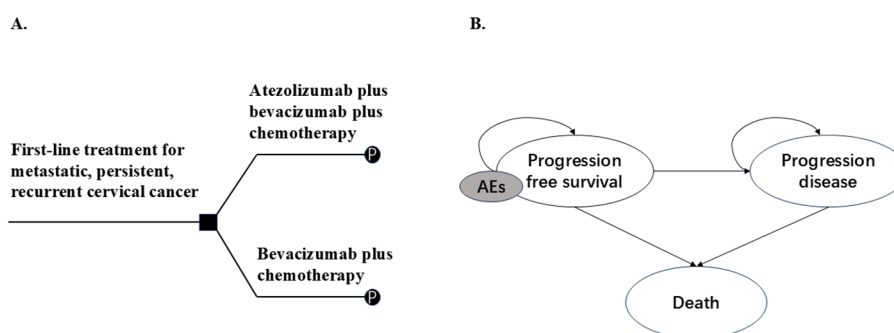 A.
First-line treatment for
metastatic, persistent,
recurrent cervical cancer
Atezolizumab plus
bevacizumab plus
chemotherapy
P
Bevacizumab plus
chemotherapy
P
B.
AEs
Progression
free survival
Progression
disease
Death